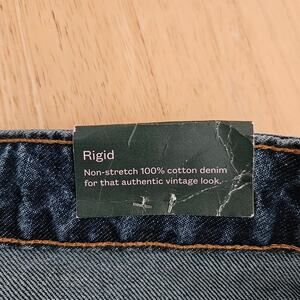 Rigid
Non-stretch 100% cotton denim
for that authentic vintage look.